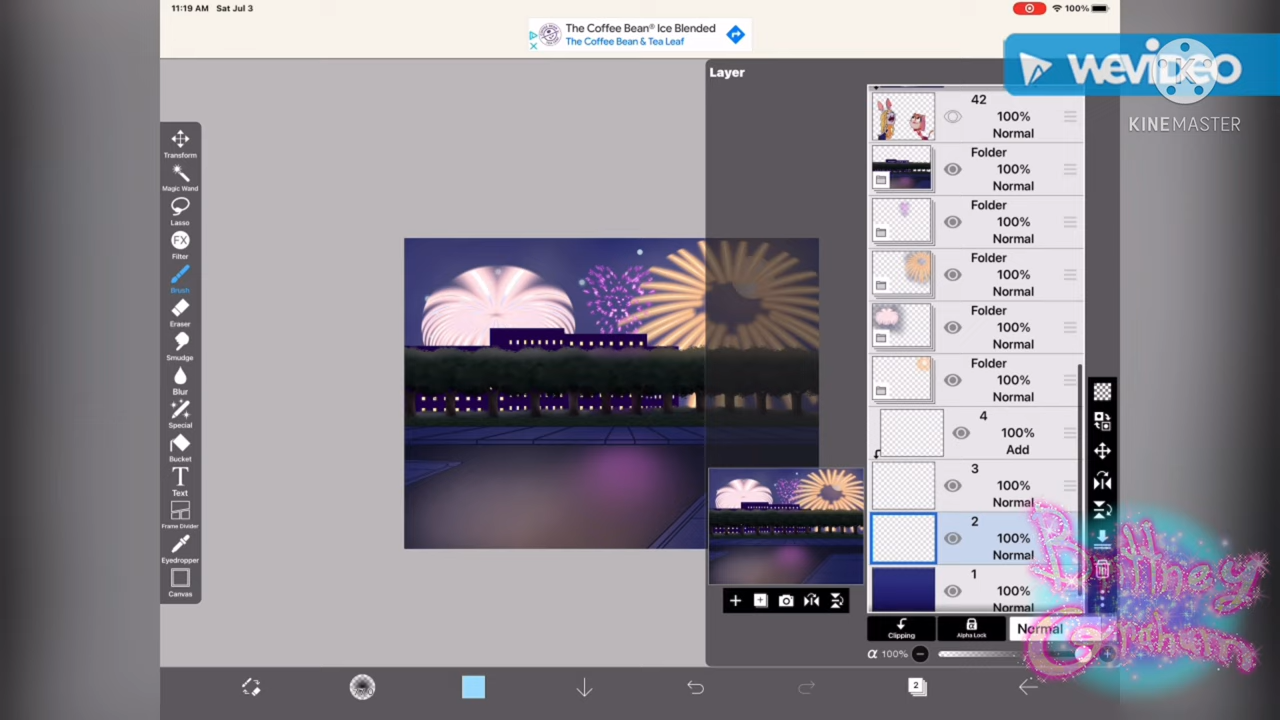 11:19 AM Sat Jul 3
100%
The Coffee Bean® Ice Blended
The Coffee Bean & Tea Leaf
WeVideo
KINEMASTER
Layer
42
100%
Normal
Folder
100%
Normal
Folder
100%
Normal
Folder
100%
Normal
Folder
100%
Normal
Folder
100%
Normal
4
100%
Add
3
100%
Normal
2
100%
Normal
1
100%
Normal
Transform
Magic Wand
Lasso
FX
Filter
Brush
Eraser
Smudge
Blur
Special
Bucket
T
Text
Frame Divider
Eyedropper
Canvas
Clipping
Alpha Lock
Normal
α 100%
2
Brittney
Graham